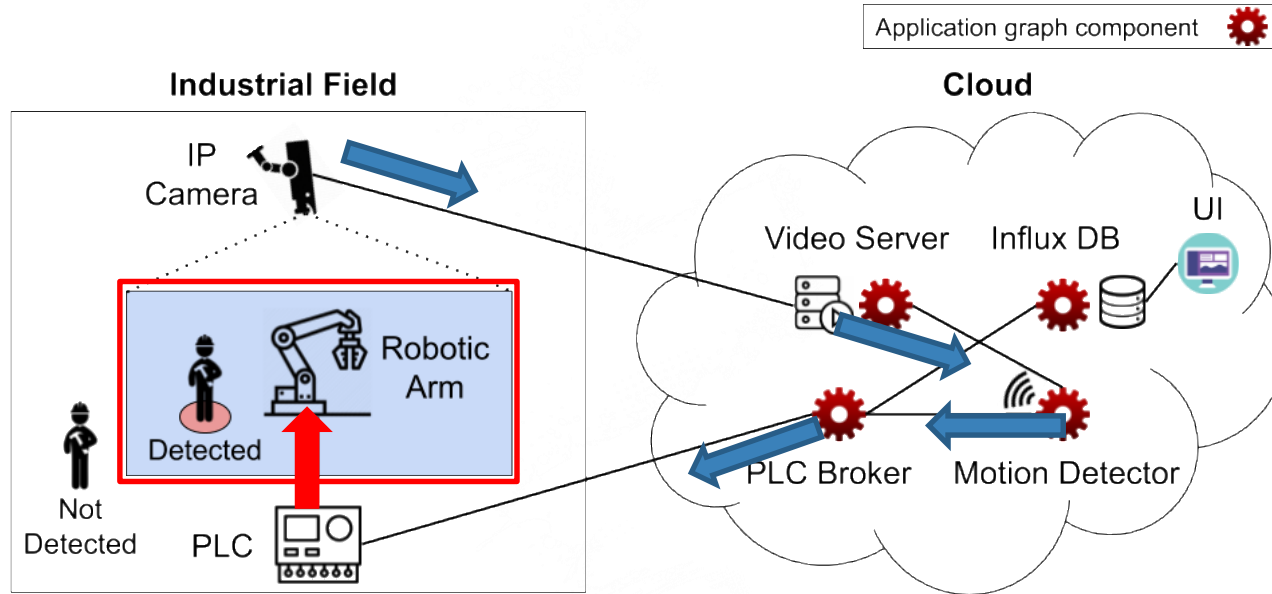 Application graph component
Industrial Field
Cloud
IP
Camera
UI
Video Server
Influx DB
Robotic
Arm
Detected
Not
Detected
PLC
PLC Broker
Motion Detector